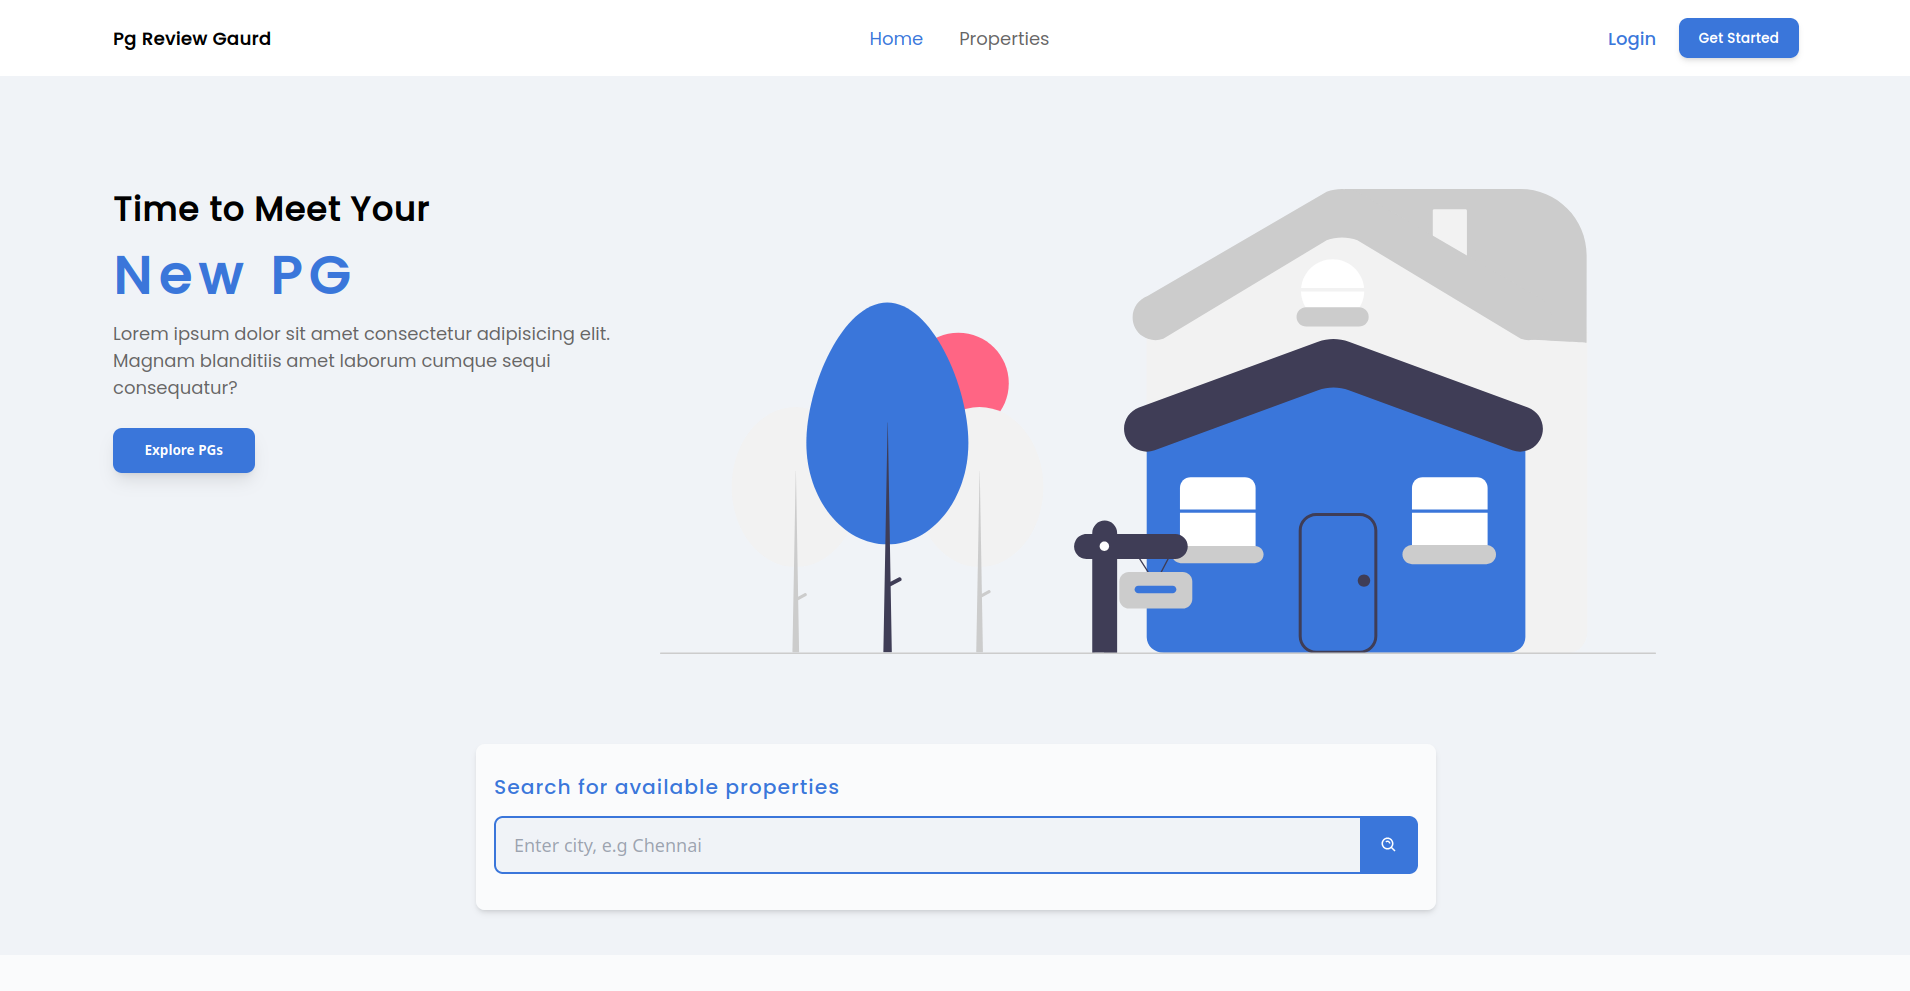 Pg Review Gaurd
Home
Properties
Login
Get Started
Time to Meet Your
New PG
Lorem ipsum dolor sit amet consectetur adipisicing elit.
Magnam blanditiis amet laborum cumque sequi
consequatur?
Explore PGs
Search for available properties
Enter city, e.g Chennai